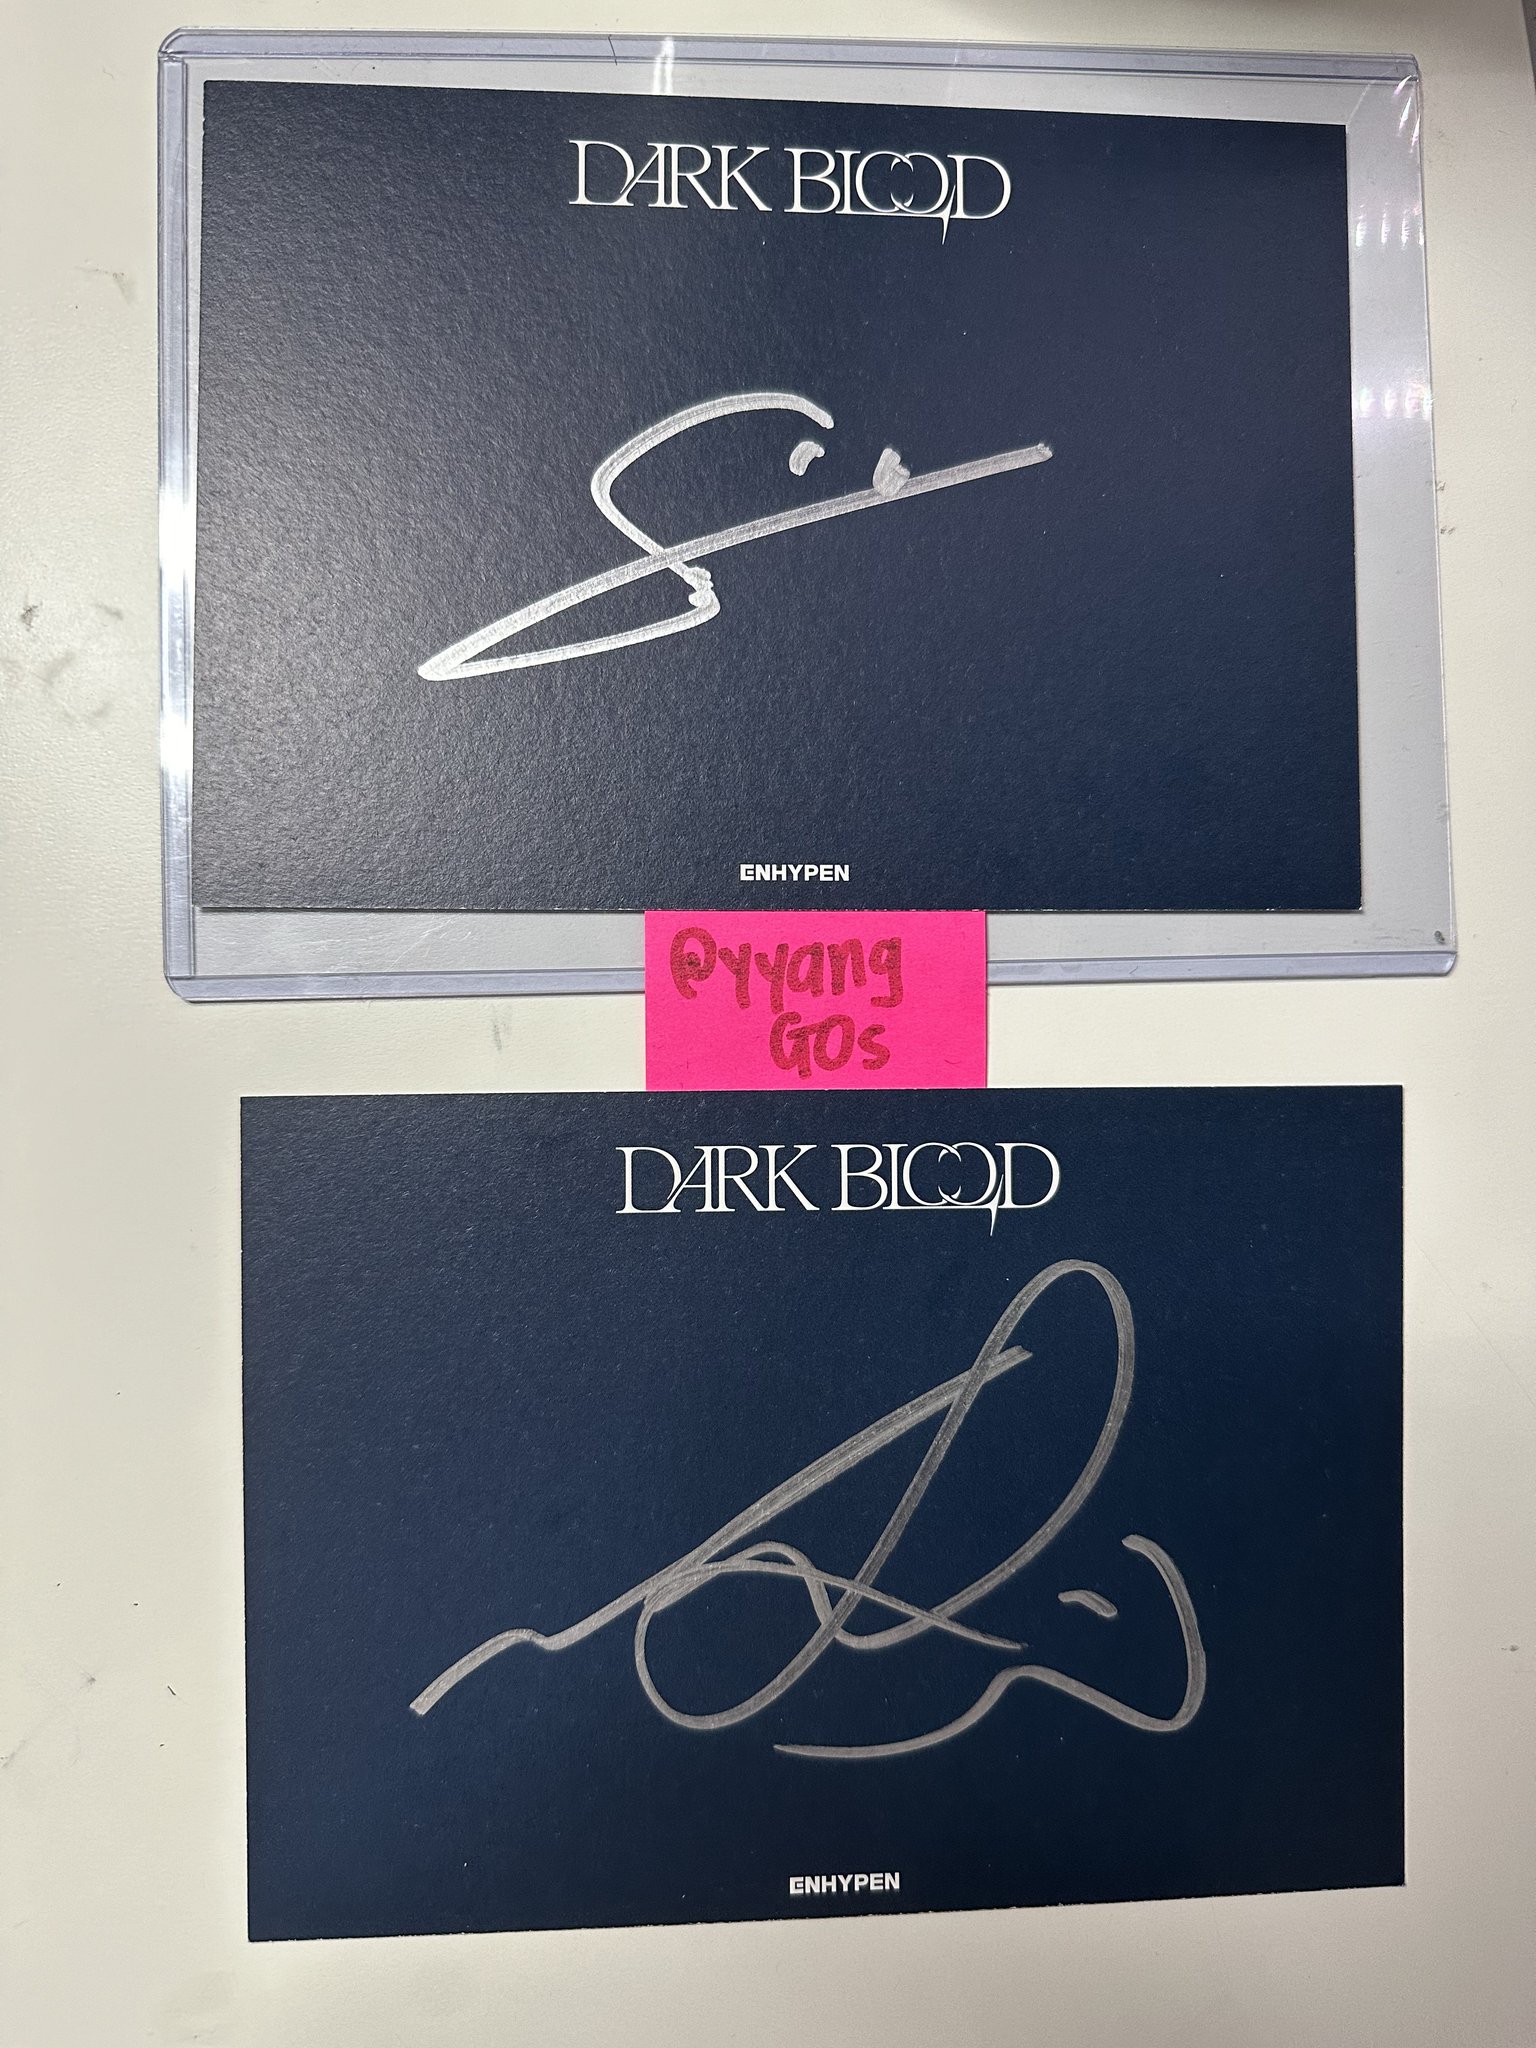 DARK BLOOD
ENHYPEN
@yyang
GOs
DARK BLOOD
ENHYPEN